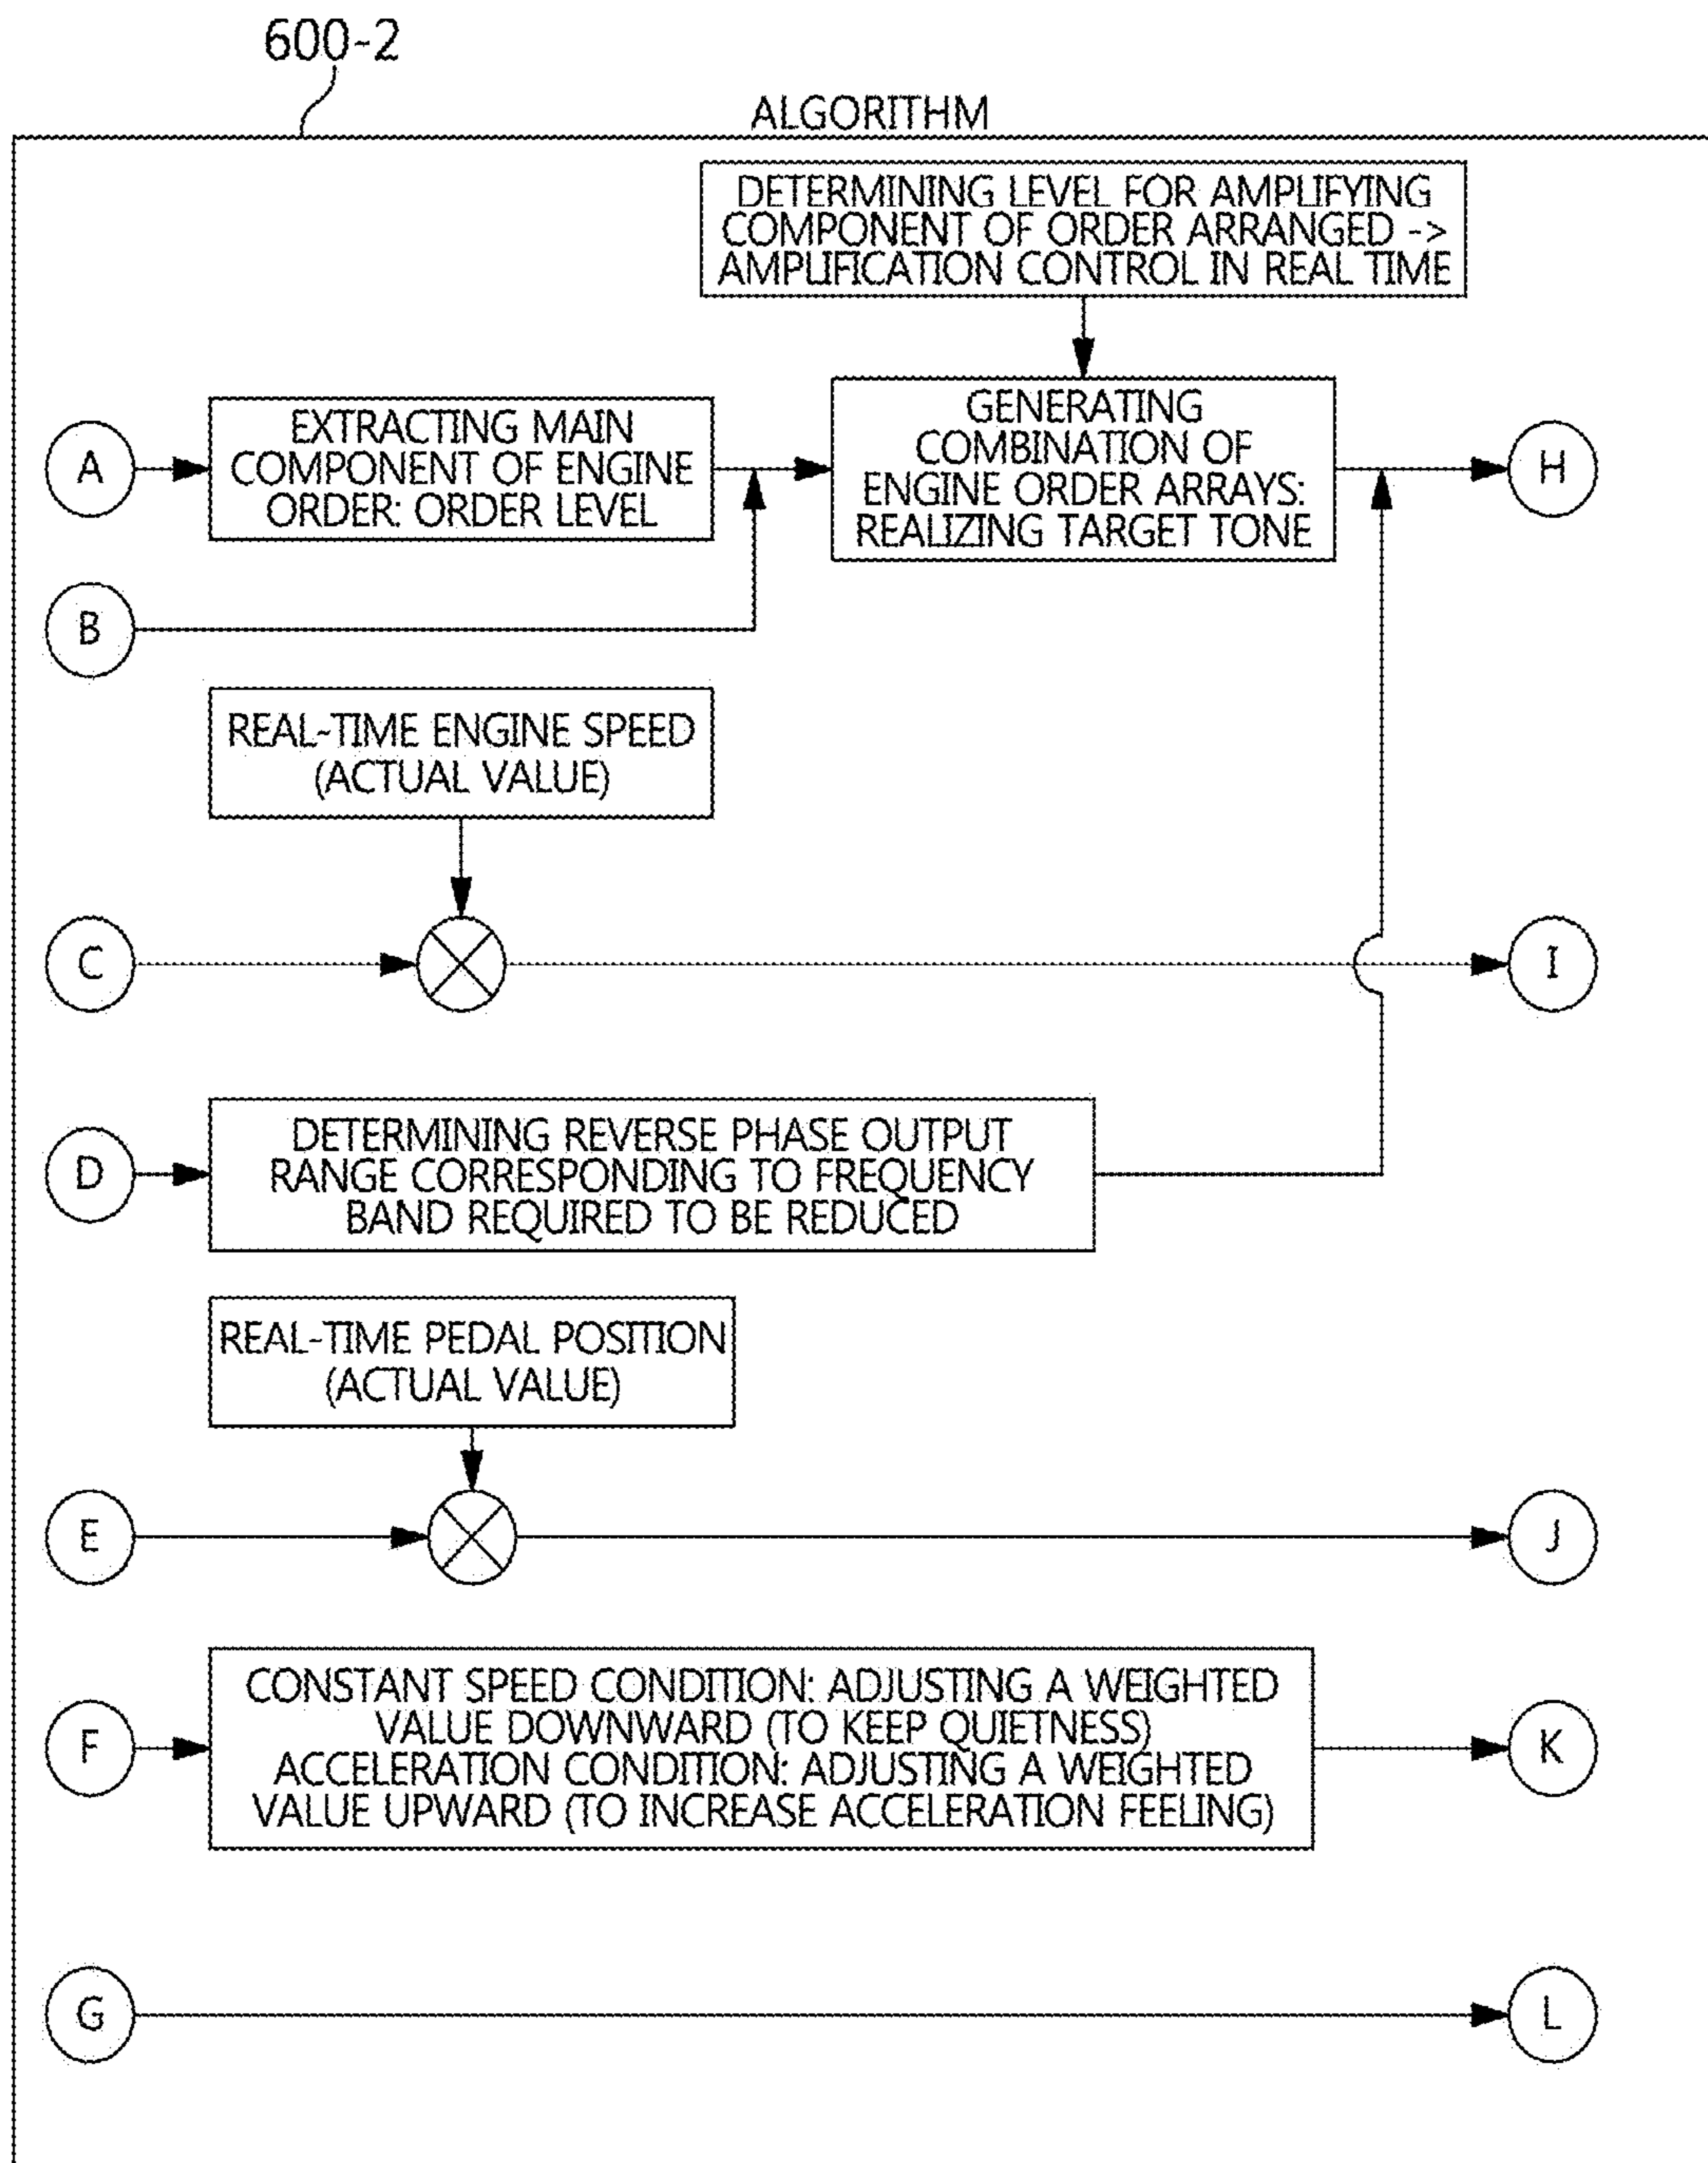 600-2
ALGORITHM
DETERMINING LEVEL FOR AMPLIFYING
COMPONENT OF ORDER ARRANGED ->
AMPLIFICATION CONTROL IN REAL TIME
A
EXTRACTING MAIN
COMPONENT OF ENGINE
ORDER: ORDER LEVEL
GENERATING
COMBINATION OF
ENGINE ORDER ARRAYS:
REALIZING TARGET TONE
H
B
REAL-TIME ENGINE SPEED
(ACTUAL VALUE)
C
I
D
DETERMINING REVERSE PHASE OUTPUT
RANGE CORRESPONDING TO FREQUENCY
BAND REQUIRED TO BE REDUCED
REAL-TIME PEDAL POSITION
(ACTUAL VALUE)
E
J
F
CONSTANT SPEED CONDITION: ADJUSTING A WEIGHTED
VALUE DOWNWARD (TO KEEP QUIETNESS)
ACCELERATION CONDITION: ADJUSTING A WEIGHTED
VALUE UPWARD (TO INCREASE ACCELERATION FEELING)
K
G
L